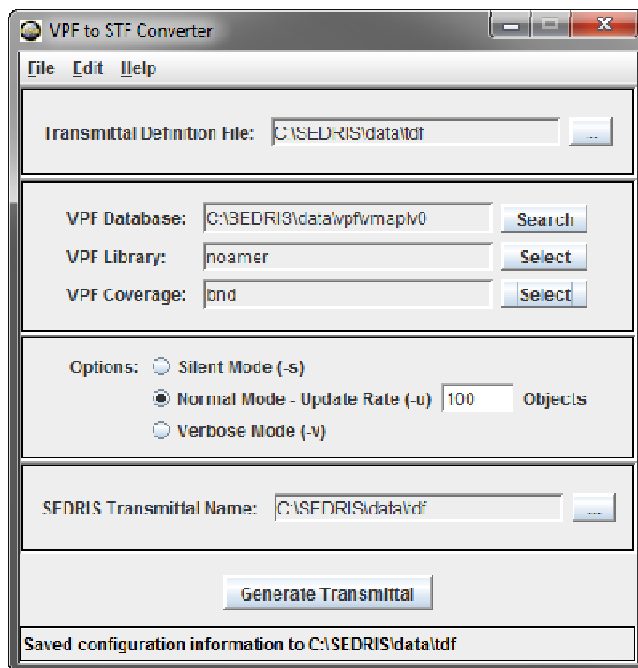 VPF to STF Converter
File Edit Help
Transmittal Definition File: C:\SEDRIS\data\tdf ...
VPF Database: C:\SEDRIS\data\vpf\vmaplv0 Search
VPF Library: noamer Select
VPF Coverage: bnd Select
Options: Silent Mode (-s)
Normal Mode - Update Rate (-u) 100 Objects
Verbose Mode (-v)
SEDRIS Transmittal Name: C:\SEDRIS\data\tdf ...
Generate Transmittal
Saved configuration information to C:\SEDRIS\data\tdf